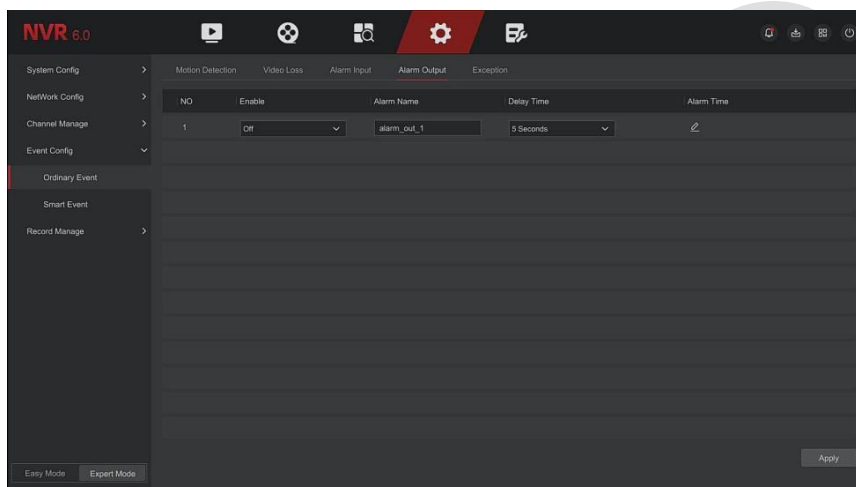 NVR 6.0
System Config
NetWork Config
Channel Manage
Event Config
Ordinary Event
Smart Event
Record Manage
Easy Mode Expert Mode
Motion Detection Video Loss Alarm Input Alarm Output Exception
NO Enable Alarm Name Delay Time Alarm Time
1 Off alarm_out_1 5 Seconds
Apply